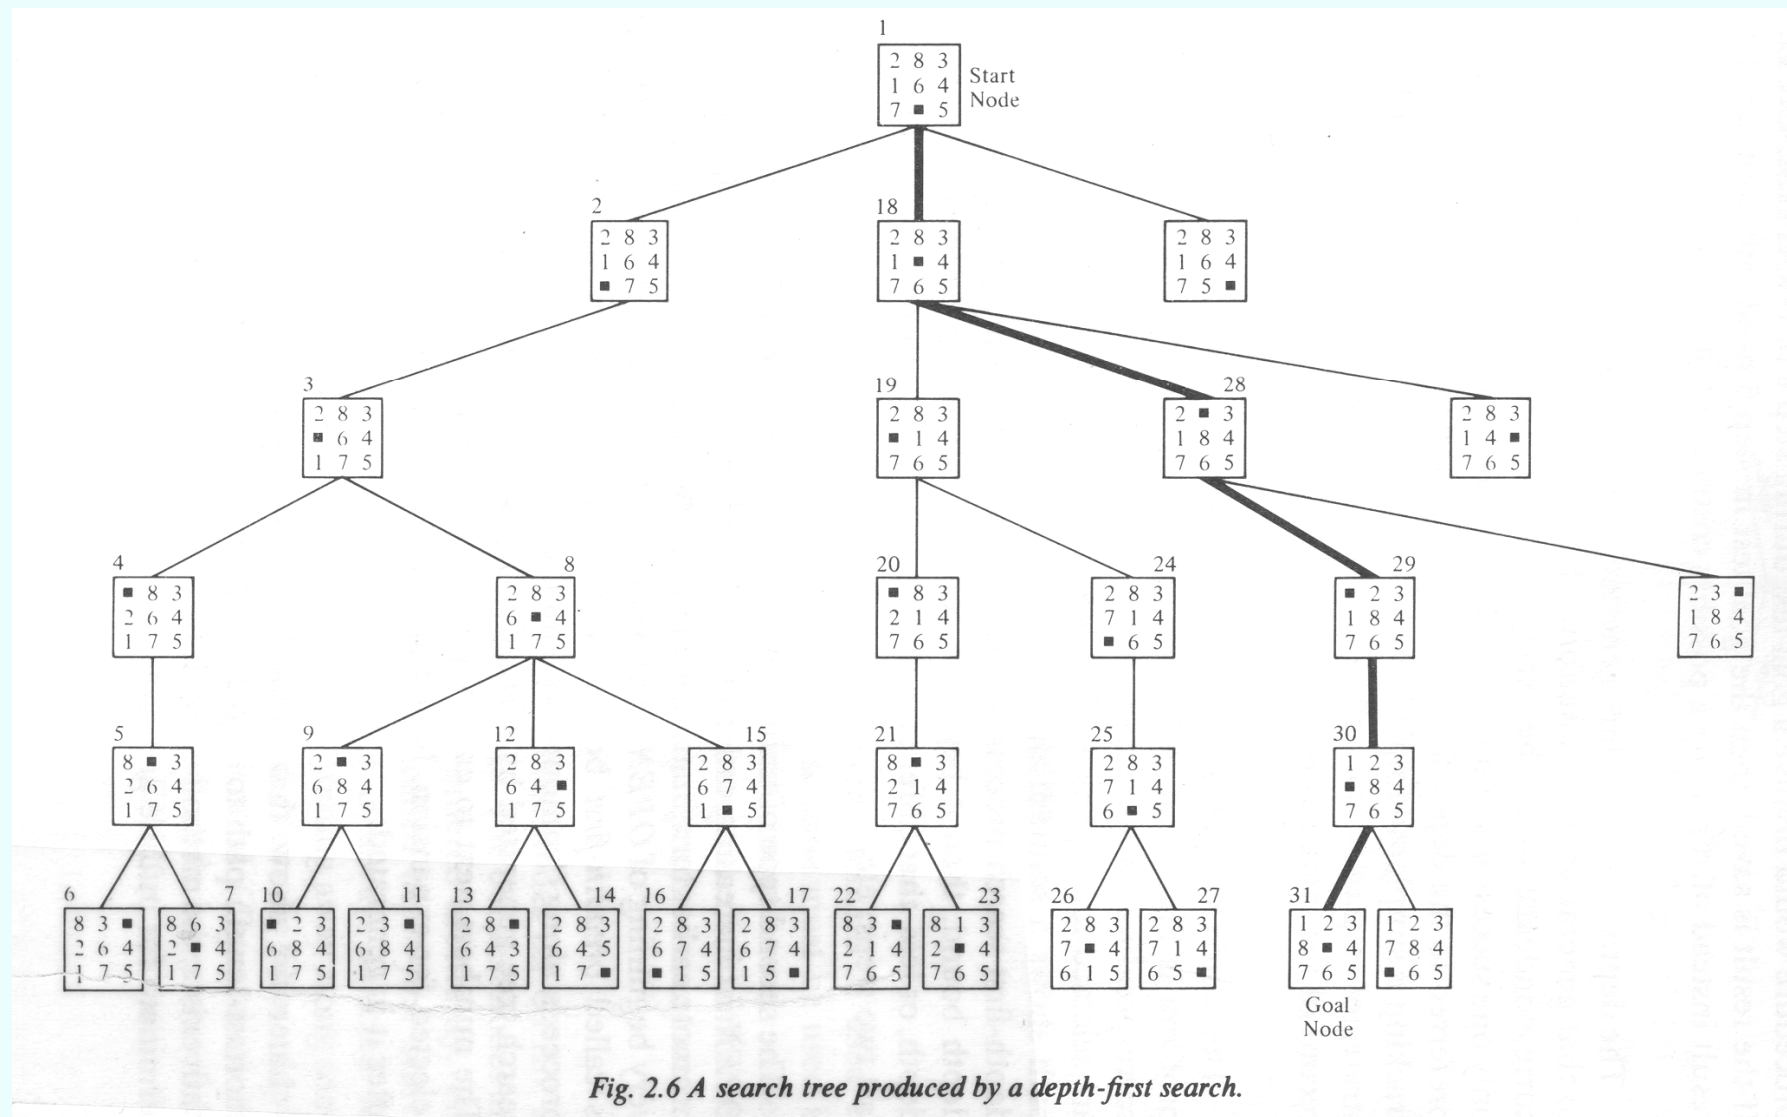 1
2 8 3
1 6 4
7 ■ 5
Start
Node
2
2 8 3
1 6 4
■ 7 5
18
2 8 3
1 ■ 4
7 6 5
2 8 3
1 6 4
7 5 ■
3
2 8 3
■ 6 4
1 7 5
19
2 8 3
■ 1 4
7 6 5
28
2 ■ 3
1 8 4
7 6 5
2 8 3
1 4 ■
7 6 5
4
■ 8 3
2 6 4
1 7 5
8
2 8 3
6 ■ 4
1 7 5
20
■ 8 3
2 1 4
7 6 5
24
2 8 3
7 1 4
■ 6 5
29
■ 2 3
1 8 4
7 6 5
2 3 ■
1 8 4
7 6 5
5
8 ■ 3
2 6 4
1 7 5
9
2 ■ 3
6 8 4
1 7 5
12
2 8 3
6 4 ■
1 7 5
15
2 8 3
6 7 4
1 ■ 5
21
8 ■ 3
2 1 4
7 6 5
25
2 8 3
7 1 4
6 ■ 5
30
1 2 3
■ 8 4
7 6 5
6
8 3 ■
2 6 4
1 7 5
7
8 6 3
2 ■ 4
1 7 5
10
■ 2 3
6 8 4
1 7 5
11
2 3 ■
6 8 4
1 7 5
13
2 8 ■
6 4 3
1 7 5
14
2 8 3
6 4 5
1 7 ■
16
2 8 3
6 7 4
■ 1 5
17
2 8 3
6 7 4
1 5 ■
22
8 3 ■
2 1 4
7 6 5
23
8 1 3
2 ■ 4
7 6 5
26
2 8 3
7 ■ 4
6 1 5
27
2 8 3
7 1 4
6 5 ■
31
1 2 3
8 ■ 4
7 6 5
1 2 3
7 8 4
■ 6 5
Goal
Node
Fig. 2.6 A search tree produced by a depth-first search.